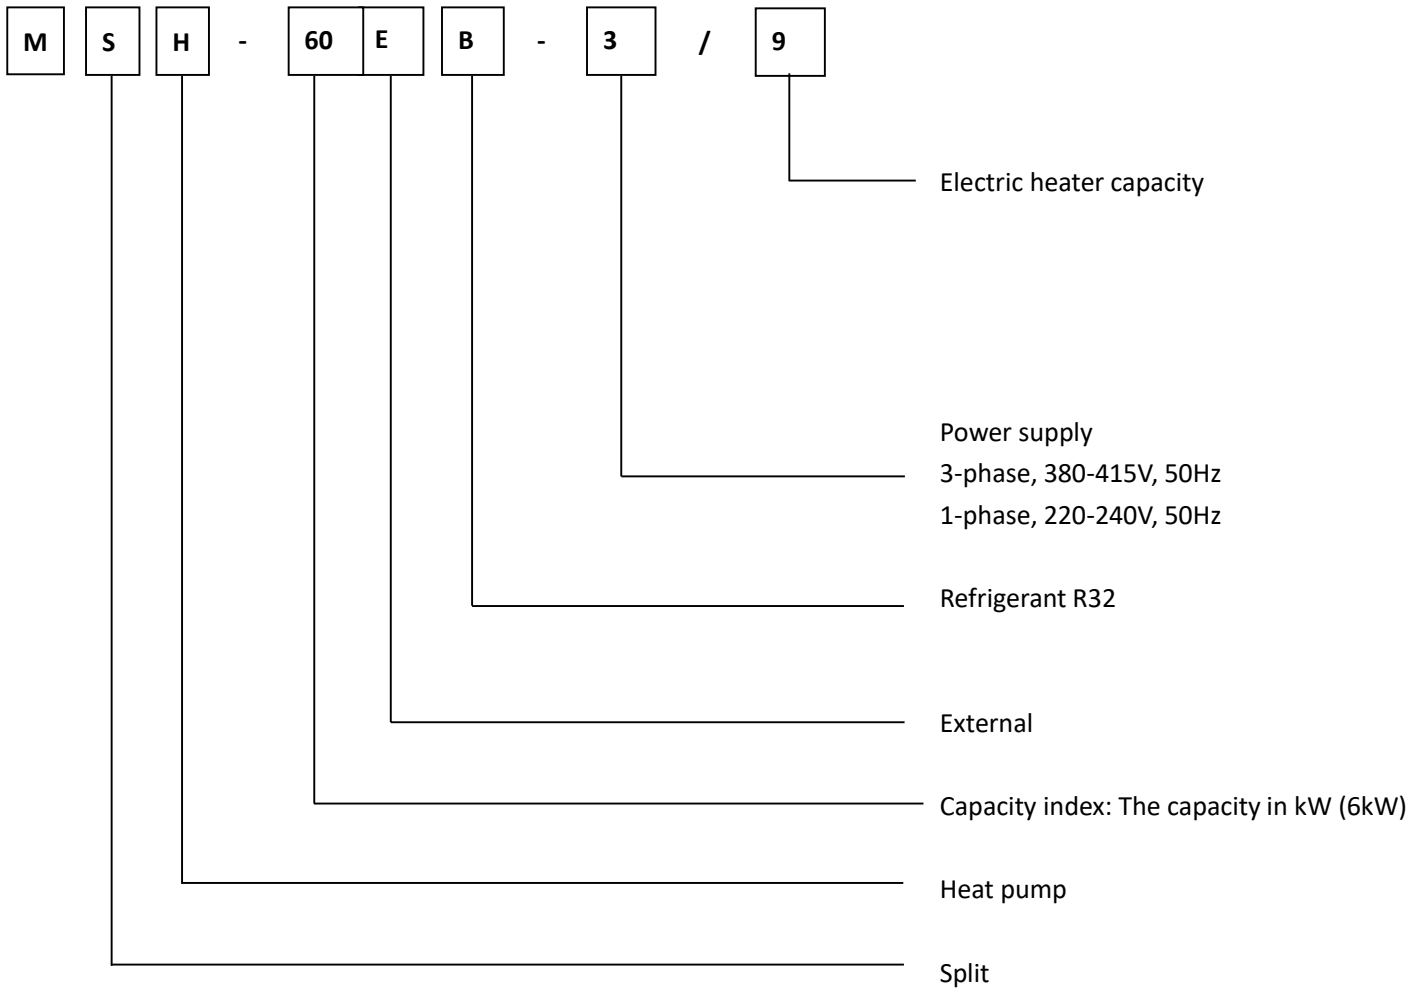 M S H - 60 E B - 3 / 9
Electric heater capacity
Power supply
3-phase, 380-415V, 50Hz
1-phase, 220-240V, 50Hz
Refrigerant R32
External
Capacity index: The capacity in kW (6kW)
Heat pump
Split